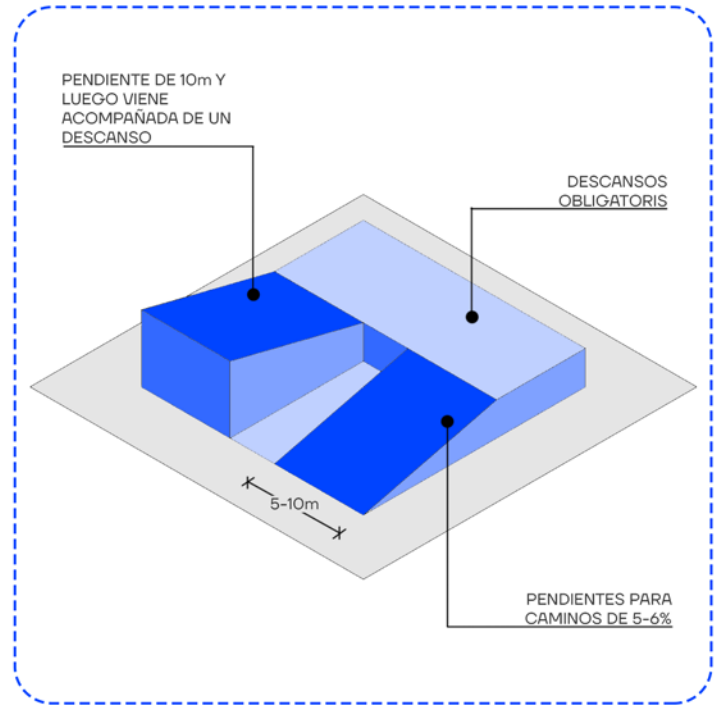 PENDIENTE DE 10m Y
LUEGO VIENE
ACOMPAÑADA DE UN
DESCANSO
DESCANSOS
OBLIGATORIS
5-10m
PENDIENTES PARA
CAMINOS DE 5-6%